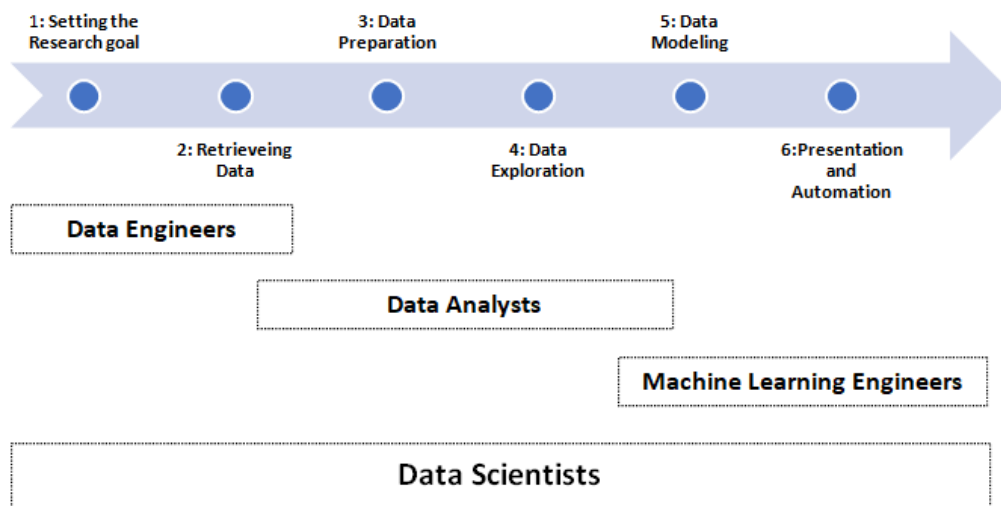 1: Setting the
Research goal
3: Data
Preparation
5: Data
Modeling
2: Retrieveing
Data
4: Data
Exploration
6:Presentation
and
Automation
Data Engineers
Data Analysts
Machine Learning Engineers
Data Scientists